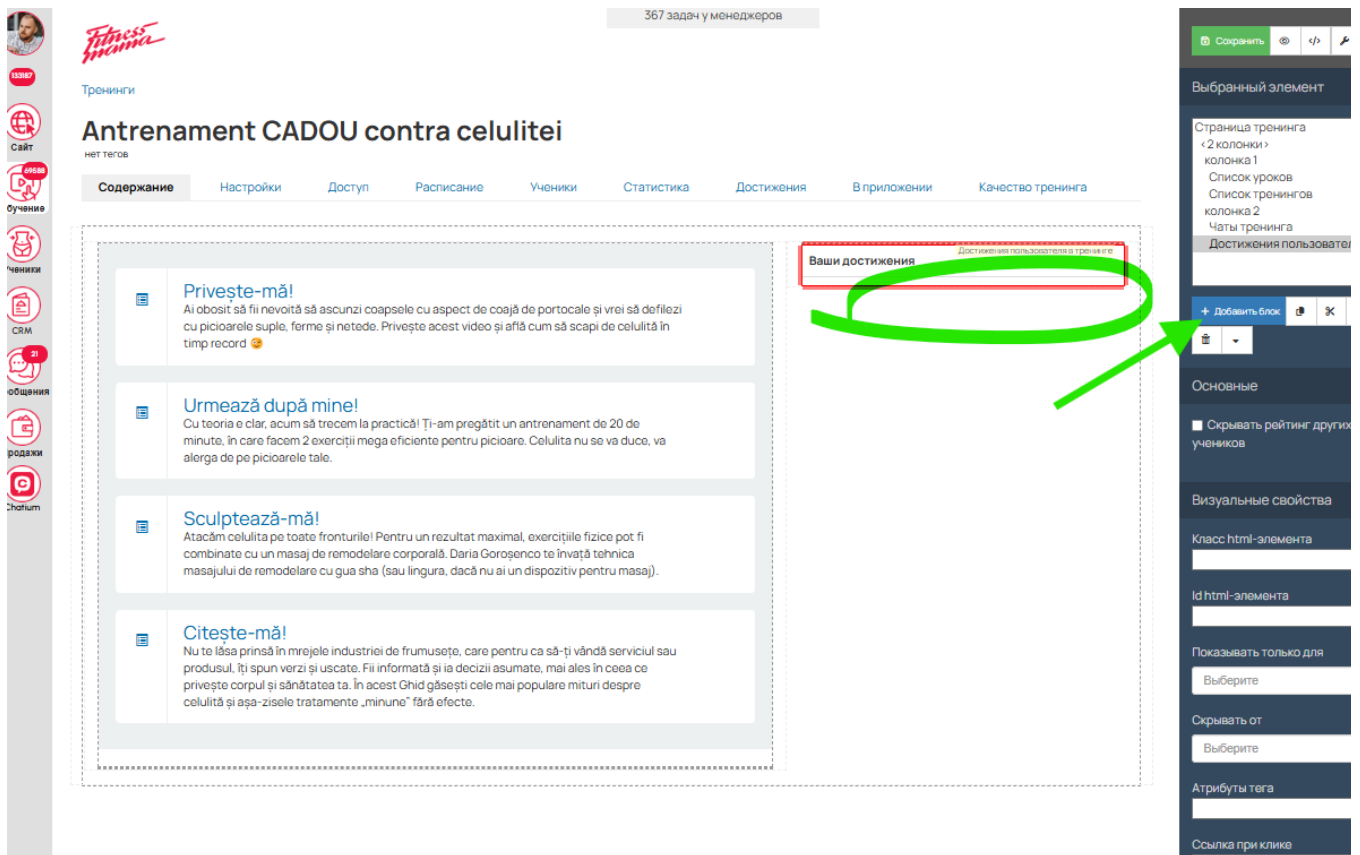 367 задач у менеджеров
Fitness
mama
133187
Тренинги
Antrenament CADOU contra celulitei
нет тегов
Содержание Настройки Доступ Расписание Ученики Статистика Достижения В приложении Качество тренинга
Сайт
69588
бучение
ченики
CRM
21
ообщения
родажи
Chatium
Privește-mă!
Ai obosit să fii nevoită să ascunzi coapsele cu aspect de coajă de portocale și vrei să defilezi
cu picioarele suple, ferme și netede. Privește acest video și află cum să scapi de celulită în
timp record
Urmează după mine!
Cu teoria e clar, acum să trecem la practică! Ți-am pregătit un antrenament de 20 de
minute, în care facem 2 exerciții mega eficiente pentru picioare. Celulita nu se va duce, va
alerga de pe picioarele tale.
Sculptează-mă!
Atacăm celulita pe toate fronturile! Pentru un rezultat maximal, exercițiile fizice pot fi
combinate cu un masaj de remodelare corporală. Daria Goroșenco te învață tehnica
masajului de remodelare cu gua sha (sau lingura, dacă nu ai un dispozitiv pentru masaj).
Citește-mă!
Nu te lăsa prinsă în mrejele industriei de frumusețe, care pentru ca să-ți vândă serviciul sau
produsul, îți spun verzi și uscate. Fii informată și ia decizii asumate, mai ales în ceea ce
privește corpul și sănătatea ta. În acest Ghid găsești cele mai populare mituri despre
celulită și așa-zisele tratamente „minune” fără efecte.
Достижения пользователя в тренинге
Ваши достижения
Сохранить
Выбранный элемент
Страница тренинга
<2 колонки>
колонка 1
Список уроков
Список тренингов
колонка 2
Чаты тренинга
Достижения пользовател
+ Добавить блок
Основные
Скрывать рейтинг других
учеников
Визуальные свойства
Класс html-элемента
Id html-элемента
Показывать только для
Выберите
Скрывать от
Выберите
Атрибуты тега
Ссылка при клике